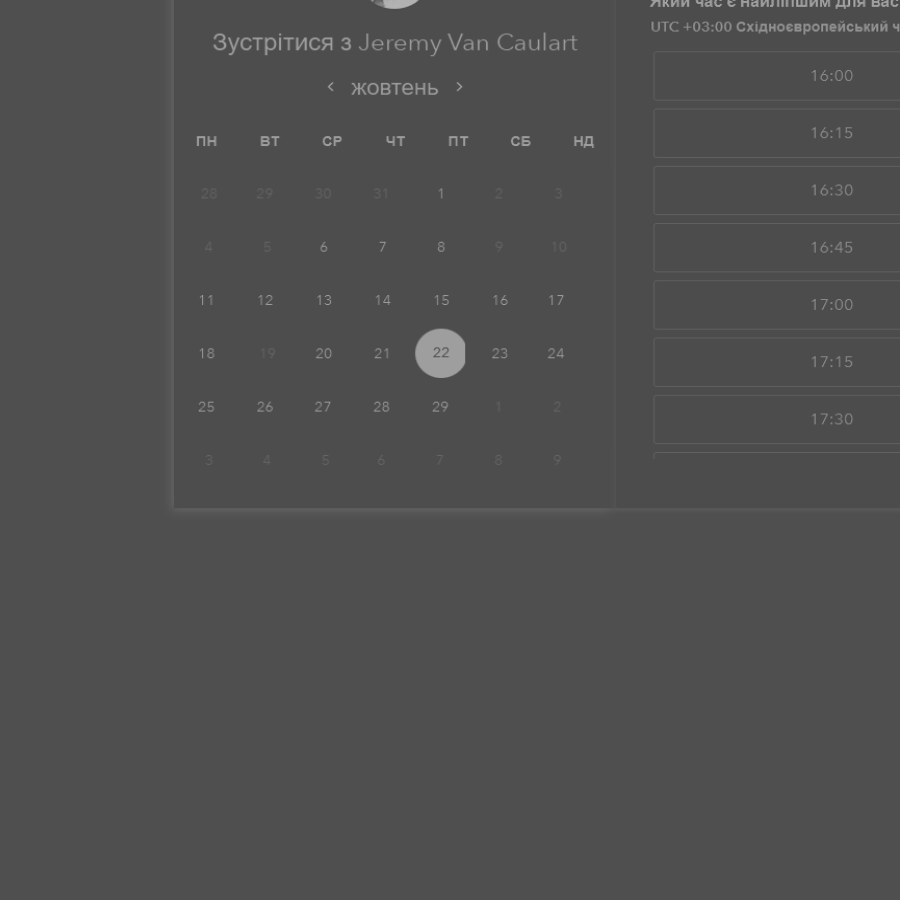 Зустрітися з Jeremy Van Caulart
жовтень
ПН ВТ СР ЧТ ПТ СБ НД
28 29 30 31 1 2 3
4 5 6 7 8 9 10
11 12 13 14 15 16 17
18 19 20 21 22 23 24
25 26 27 28 29 1 2
3 4 5 6 7 8 9
Який час є найліпшим для вас
UTC +03:00 Східноєвропейський
16:00
16:15
16:30
16:45
17:00
17:15
17:30